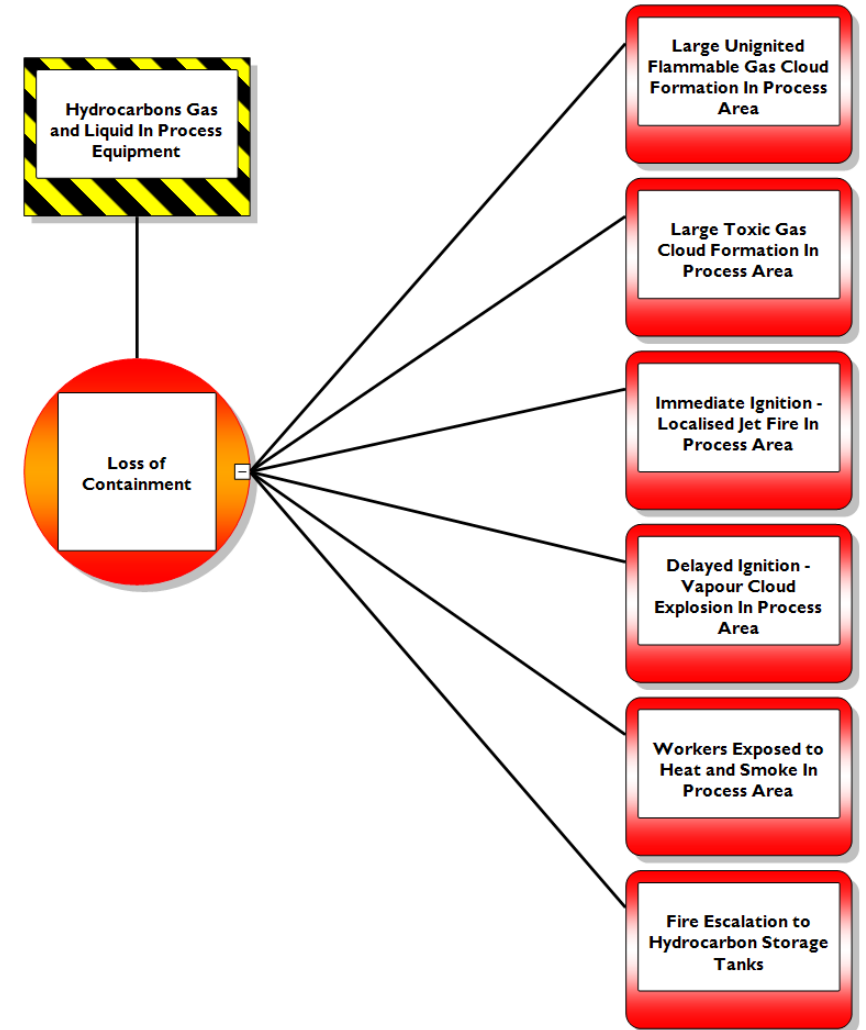 Hydrocarbons Gas
and Liquid In Process
Equipment
Loss of
Containment
Large Unignited
Flammable Gas Cloud
Formation In Process
Area
Large Toxic Gas
Cloud Formation In
Process Area
Immediate Ignition -
Localised Jet Fire In
Process Area
Delayed Ignition -
Vapour Cloud
Explosion In Process
Area
Workers Exposed to
Heat and Smoke In
Process Area
Fire Escalation to
Hydrocarbon Storage
Tanks